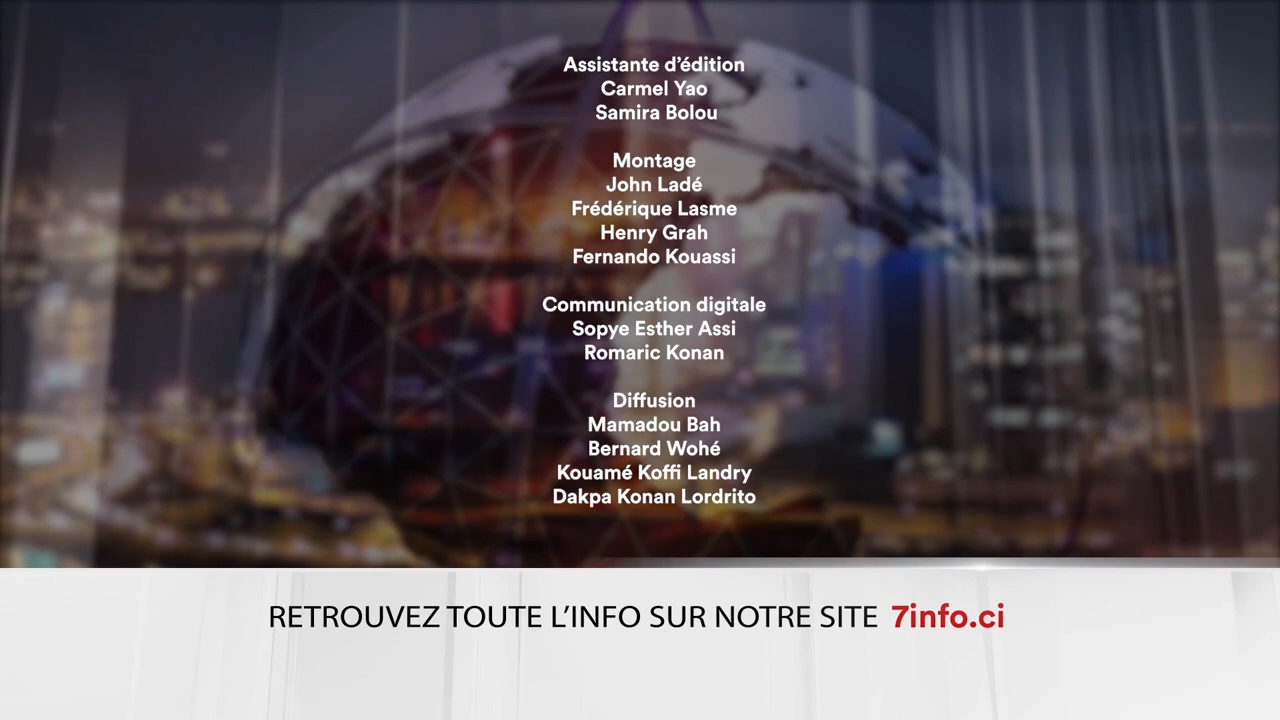 Assistante d’édition
Carmel Yao
Samira Bolou
Montage
John Ladé
Frédérique Lasme
Henry Grah
Fernando Kouassi
Communication digitale
Sopye Esther Assi
Romaric Konan
Diffusion
Mamadou Bah
Bernard Wohé
Kouamé Koffi Landry
Dakpa Konan Lordrito
RETROUVEZ TOUTE L’INFO SUR NOTRE SITE 7info.ci